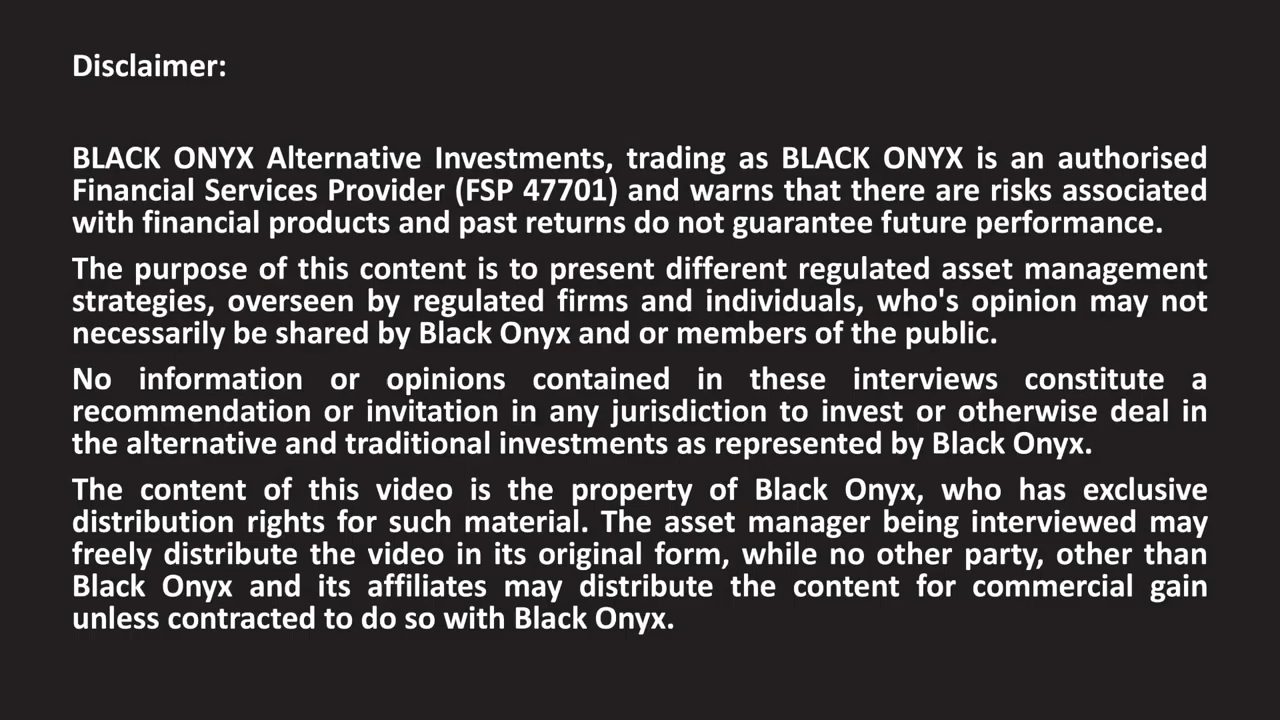 Disclaimer:
BLACK ONYX Alternative Investments, trading as BLACK ONYX is an authorised
Financial Services Provider (FSP 47701) and warns that there are risks associated
with financial products and past returns do not guarantee future performance.
The purpose of this content is to present different regulated asset management
strategies, overseen by regulated firms and individuals, who's opinion may not
necessarily be shared by Black Onyx and or members of the public.
No information or opinions contained in these interviews constitute a
recommendation or invitation in any jurisdiction to invest or otherwise deal in
the alternative and traditional investments as represented by Black Onyx.
The content of this video is the property of Black Onyx, who has exclusive
distribution rights for such material. The asset manager being interviewed may
freely distribute the video in its original form, while no other party, other than
Black Onyx and its affiliates may distribute the content for commercial gain
unless contracted to do so with Black Onyx.